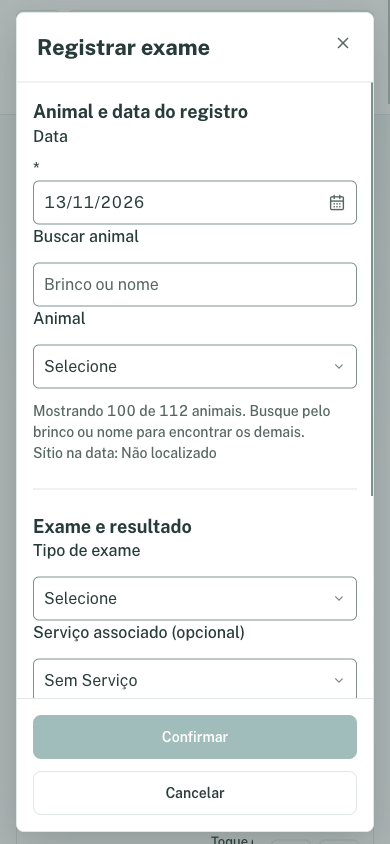 Registrar exame
Animal e data do registro
Data
*
13/11/2026
Buscar animal
Brinco ou nome
Animal
Selecione
Mostrando 100 de 112 animais. Busque pelo
brinco ou nome para encontrar os demais.
Sítio na data: Não localizado
Exame e resultado
Tipo de exame
Selecione
Serviço associado (opcional)
Sem Serviço
Confirmar
Cancelar
Toque